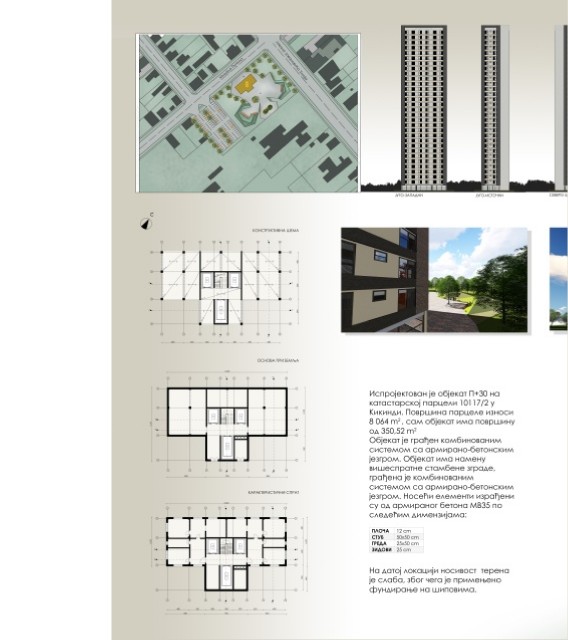 ЈУГО-ЗАПАДНИ
ЈУГО-ИСТОЧНИ
КОНСТРУКТИВНА ШЕМА
ОСНОВА ПРИЗЕМЉА
КАРАКТЕРИСТИЧНИ СПРАТ
Испројектован је објекат П+30 на
катастарској парцели 10117/2 у
Кикинди. Површина парцеле износи
8 064 m², сам објекат има површину
од 350,52 m²
Објекат је грађен комбинованим
системом са армирано-бетонским
језгром. Објекат има намену
вишеспратне стамбене зграде,
грађена је комбинованим
системом са армирано-бетонским
језгром. Носећи елементи израђени
су од армираног бетона МВ35 по
следећим димензијама:
ПЛОЧА 12 cm
СТУБ 50x50 cm
ГРЕДА 25x50 cm
ЗИДОВИ 25 cm
На датој локацији носивост терена
је слаба, због чега је примењено
фундирање на шиповима.